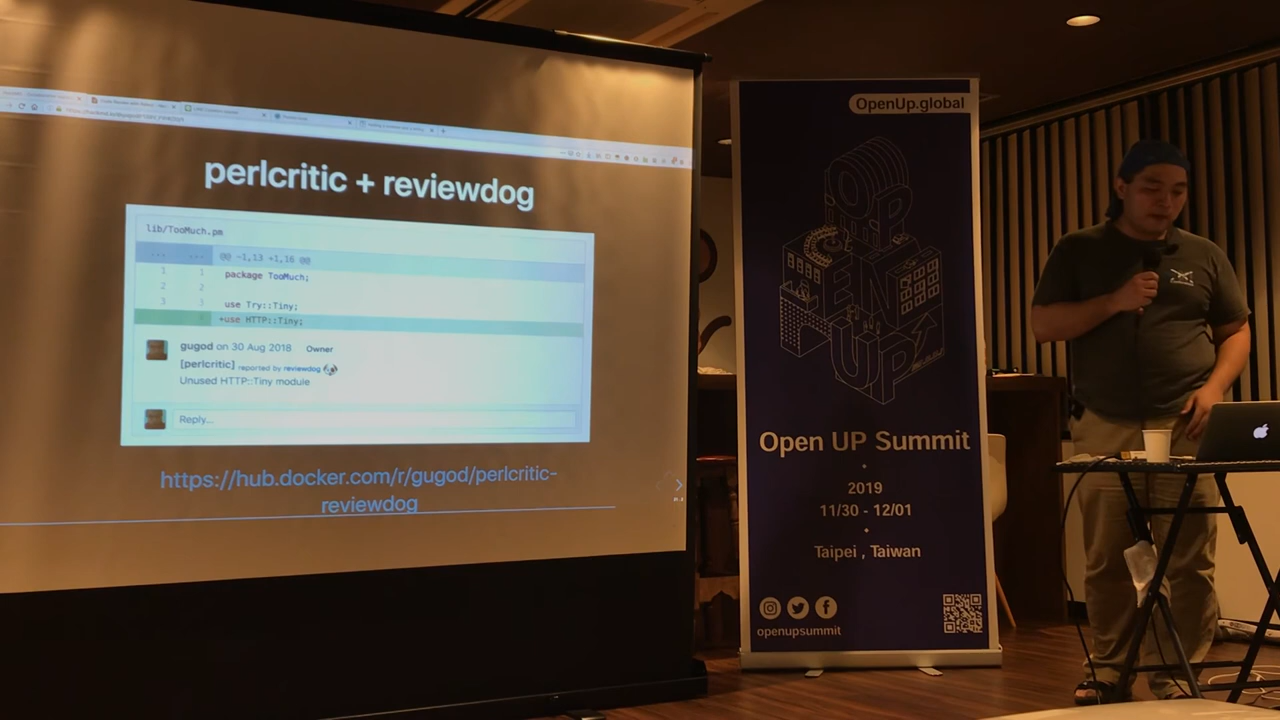 perlcritic + reviewdog
lib/TooMuch.pm
... ... @@ -1,13 +1,16 @@
1 1 package TooMuch;
2 2
3 3 use Try::Tiny;
+use HTTP::Tiny;
gugod on 30 Aug 2018 Owner
[perlcritic] reported by reviewdog
Unused HTTP::Tiny module
Reply...
https://hub.docker.com/r/gugod/perlcritic-
reviewdog
OpenUp.global
OPEN UP
Open UP Summit
2019
11/30 - 12/01
Taipei , Taiwan
openupsummit